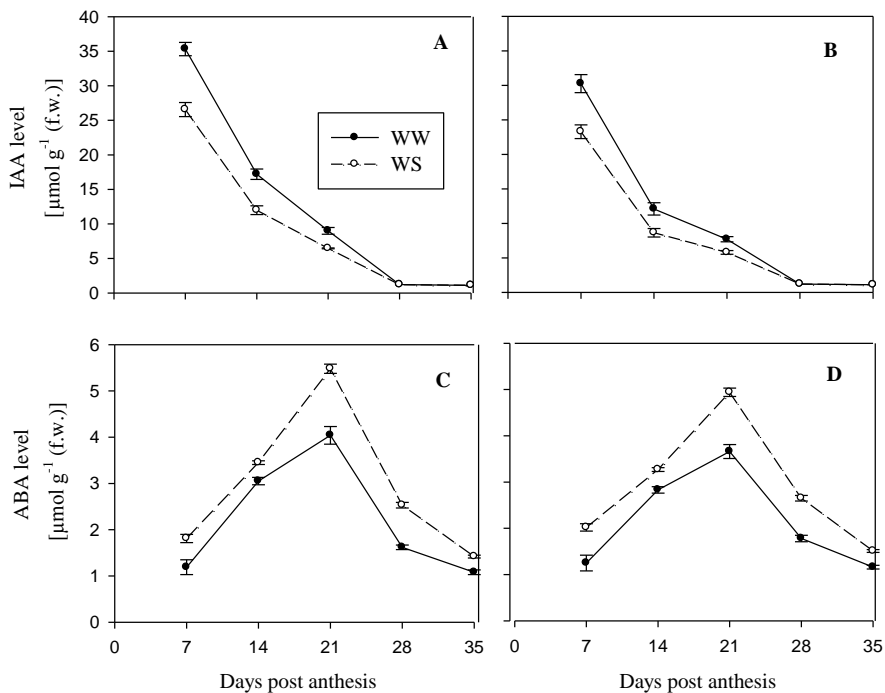 40
35
30
25
20
15
10
5
0
IAA level
[µmol g-1 (f.w.)]
A
WW
WS
B
6
5
4
3
2
1
0
ABA level
[µmol g-1 (f.w.)]
C
D
0 7 14 21 28 35
0 7 14 21 28 35
Days post anthesis
Days post anthesis